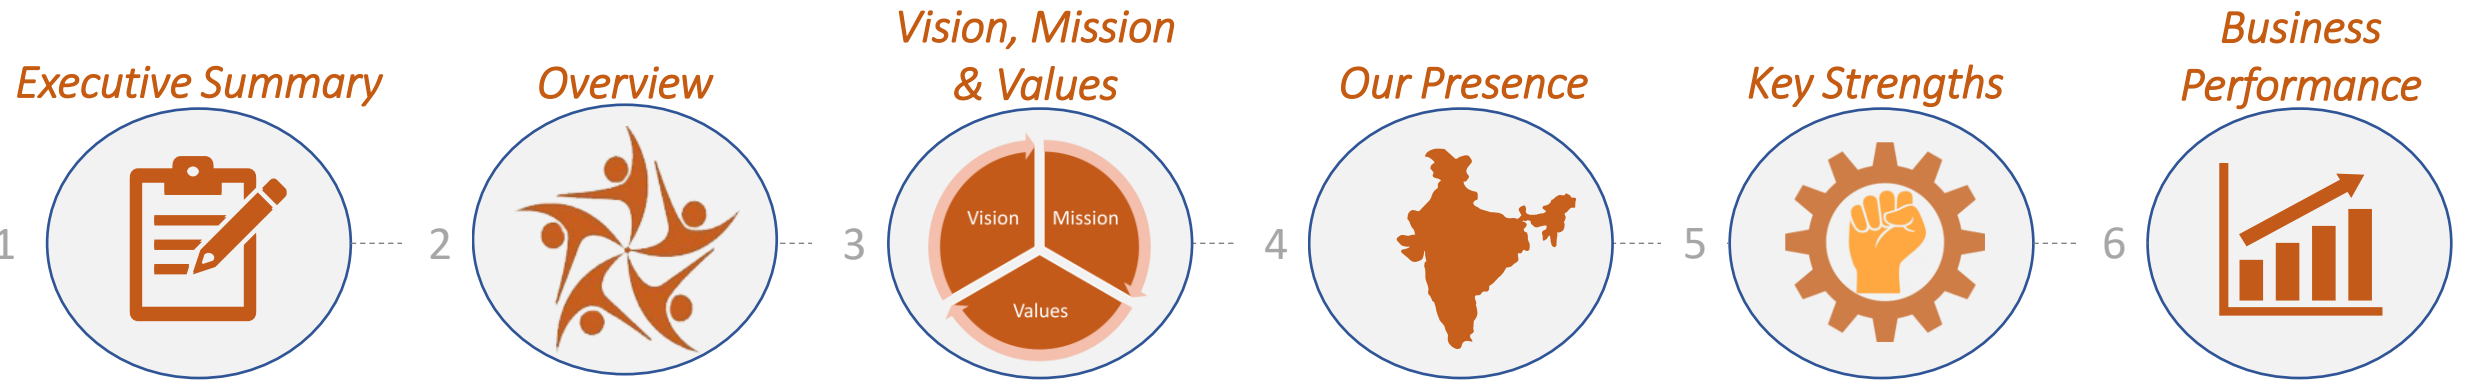 1
Executive Summary
2
Overview
3
Vision, Mission
& Values
Vision
Mission
Values
4
Our Presence
5
Key Strengths
6
Business
Performance